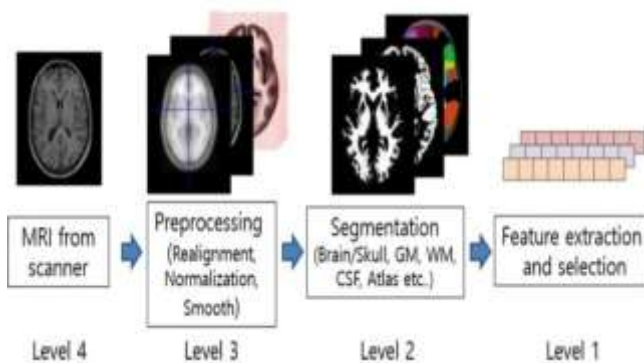 MRI from
scanner
Preprocessing
(Realignment,
Normalization,
Smooth)
Segmentation
(Brain/Skull, GM, WM,
CSF, Atlas etc..)
Feature extraction
and selection
Level 4
Level 3
Level 2
Level 1